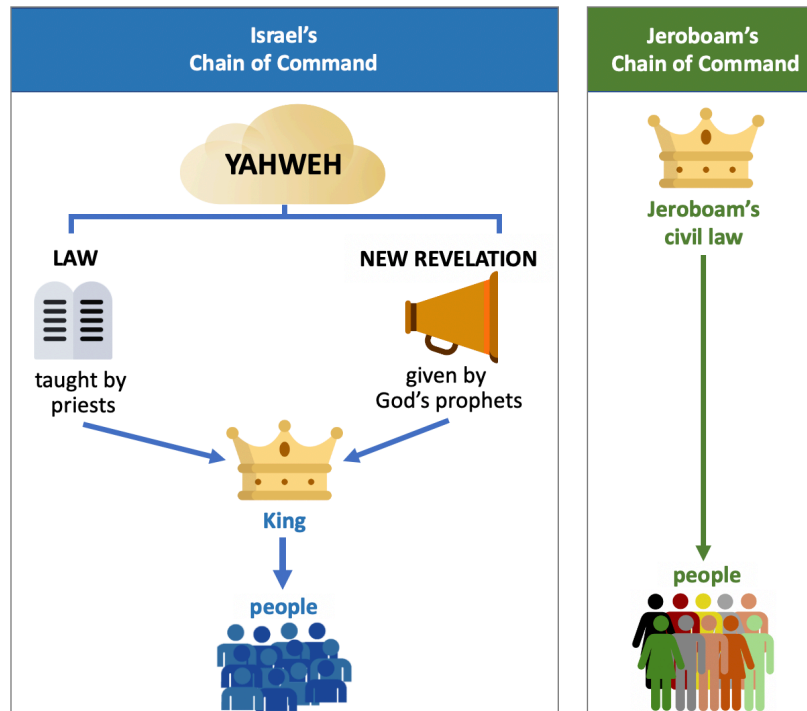 Israel's
Chain of Command
YAHWEH
LAW
NEW REVELATION
taught by
priests
given by
God's prophets
King
people
Jeroboam's
Chain of Command
Jeroboam's
civil law
people